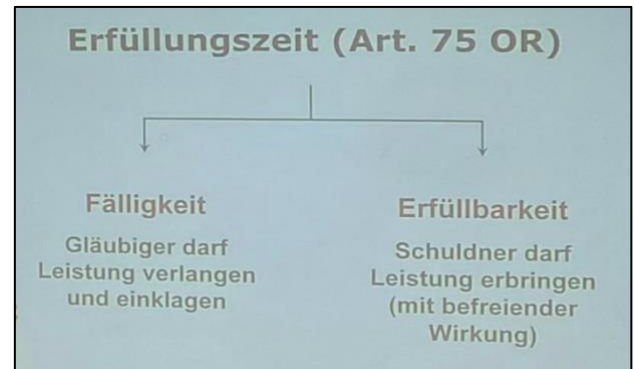 Erfüllungszeit (Art. 75 OR)
Fälligkeit
Gläubiger darf
Leistung verlangen
und einklagen
Erfüllbarkeit
Schuldner darf
Leistung erbringen
(mit befreiender
Wirkung)